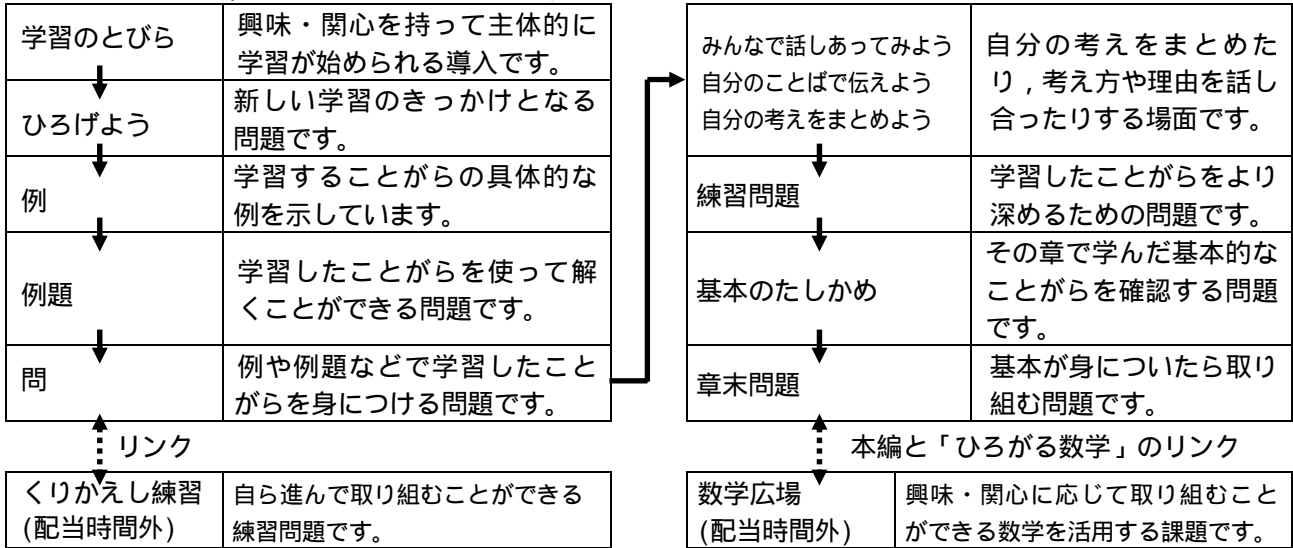 学習のとびら
興味・関心を持って主体的に
学習が始められる導入です。
ひろげよう
新しい学習のきっかけとなる
問題です。
例
学習することがらの具体的な
例を示しています。
例題
学習したことがらを使って解
くことができる問題です。
問
例や例題などで学習したこと
がらを身につける問題です。
リンク
くりかえし練習
(配当時間外)
自ら進んで取り組むことができる
練習問題です。
みんなで話しあってみよう
自分のことばで伝えよう
自分の考えをまとめよう
自分の考えをまとめた
り,考え方や理由を話し
合ったりする場面です。
練習問題
学習したことがらをより
深めるための問題です。
基本のたしかめ
その章で学んだ基本的な
ことがらを確認する問題
です。
章末問題
基本が身についたら取り
組む問題です。
本編と「ひろがる数学」のリンク
数学広場
(配当時間外)
興味・関心に応じて取り組むこと
ができる数学を活用する課題です。